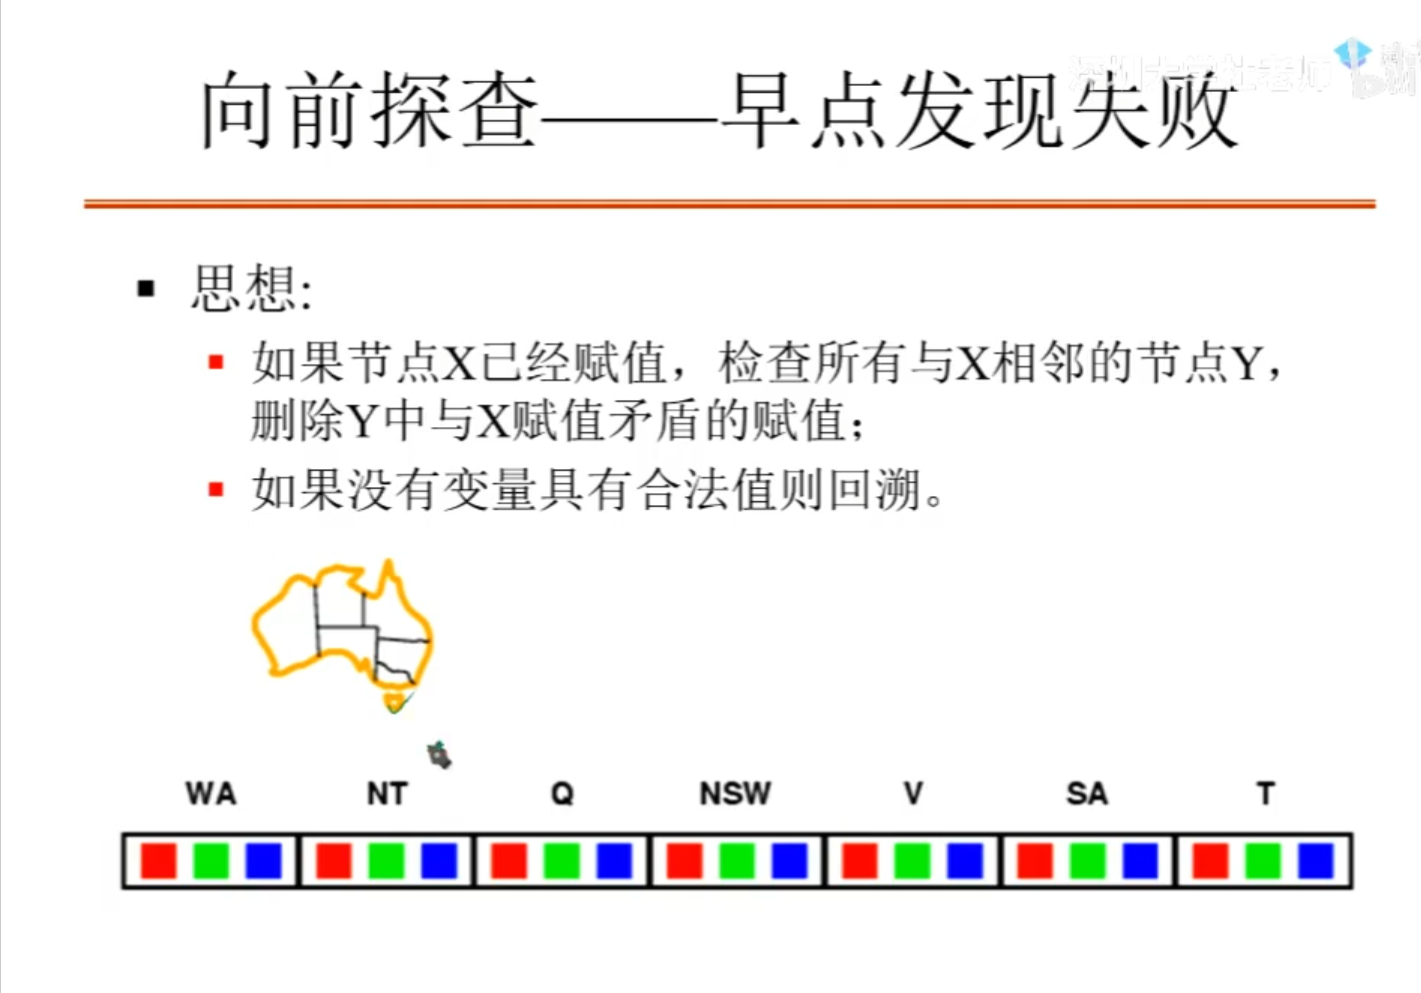 向前探查——早点发现失败
思想:
如果节点X已经赋值，检查所有与X相邻的节点Y，
删除Y中与X赋值矛盾的赋值；
如果没有变量具有合法值则回溯。
WA NT Q NSW V SA T